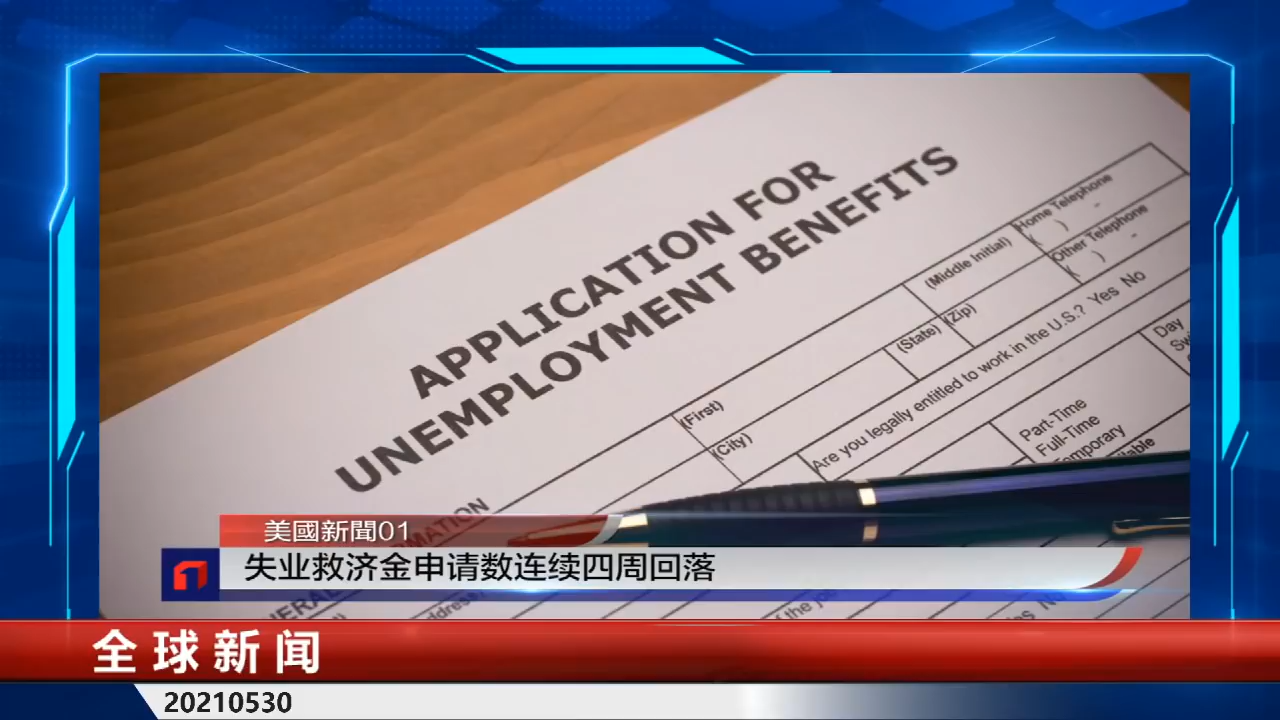 APPLICATION FOR
UNEMPLOYMENT BENEFITS
Home Telephone
( ) -
(Middle Initial)
Other Telephone
( ) -
(First)
(State)
(Zip)
(City)
Are you legally entitled to work in the U.S.? Yes No
Day
Part-Time
Full-Time
美國新聞01
失业救济金申请数连续四周回落
全球新闻
20210530